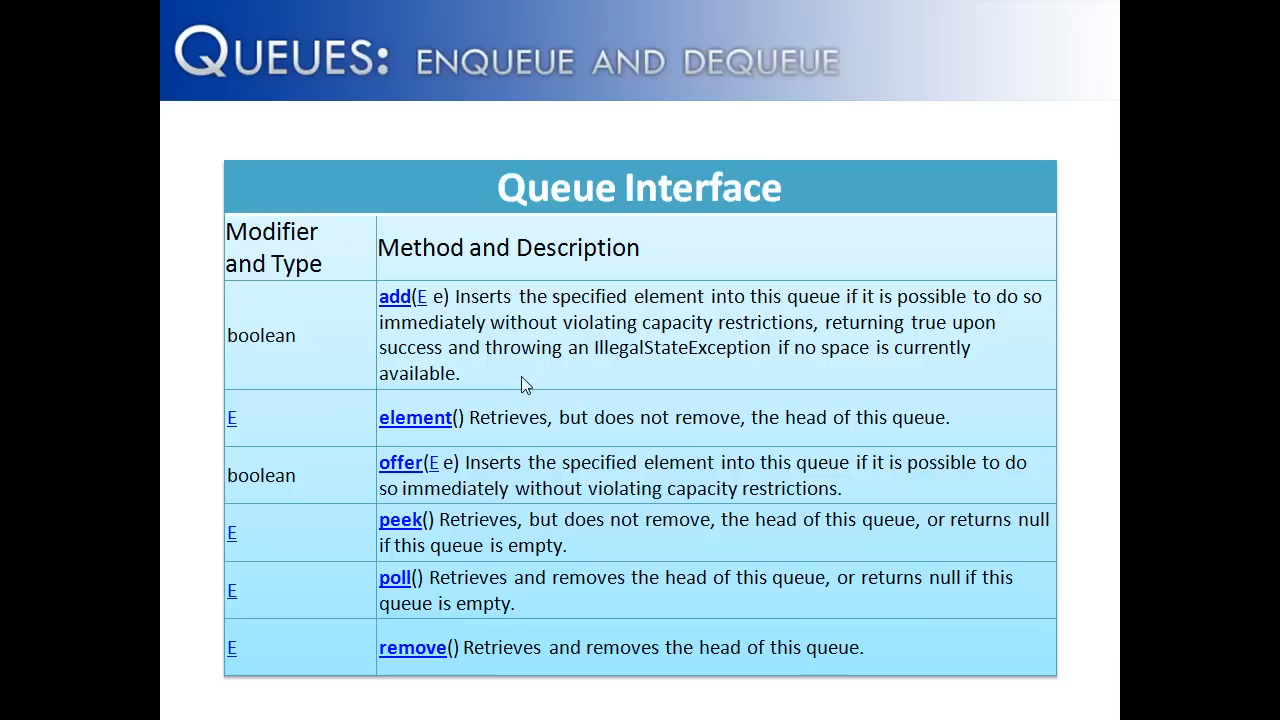 QUEUES: ENQUEUE AND DEQUEUE
Queue Interface
Modifier
and Type
Method and Description
boolean
add(E e) Inserts the specified element into this queue if it is possible to do so
immediately without violating capacity restrictions, returning true upon
success and throwing an IllegalStateException if no space is currently
available.
E
element() Retrieves, but does not remove, the head of this queue.
boolean
offer(E e) Inserts the specified element into this queue if it is possible to do
so immediately without violating capacity restrictions.
E
peek() Retrieves, but does not remove, the head of this queue, or returns null
if this queue is empty.
E
poll() Retrieves and removes the head of this queue, or returns null if this
queue is empty.
E
remove() Retrieves and removes the head of this queue.